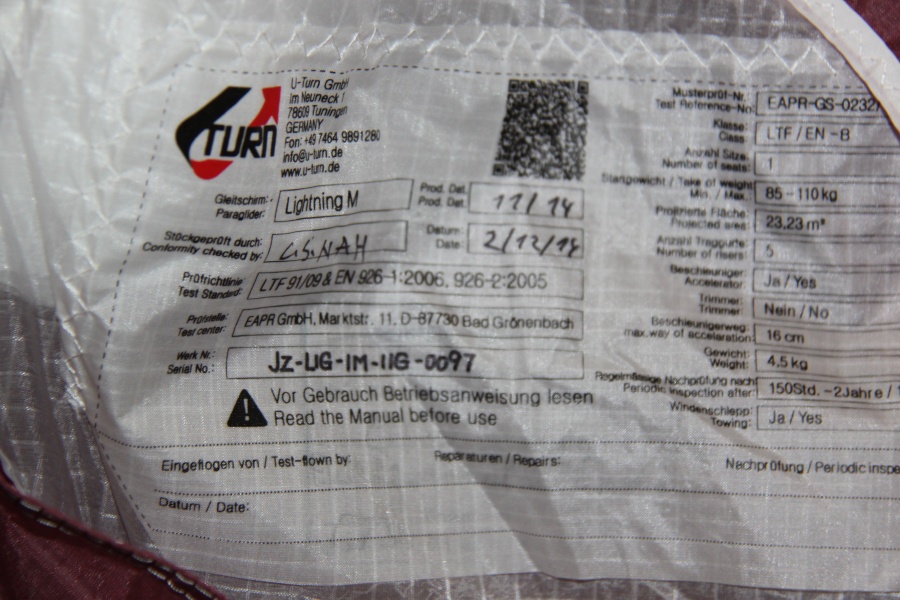 TURN
U-Turn GmbH
Im Neuneck 1
78609 Tuningen
GERMANY
Fon: +49 7464 9891280
info@u-turn.de
www.u-turn.de
Gleitschirm:
Paraglider:
Lightning M
Prod. Dat.
Prod. Dat.
11/14
Stückgeprüft durch:
Conformity checked by:
Datum:
Date:
2/12/14
Prüfrichtlinie
Test Standard:
LTF 91/09 & EN 926-1:2006, 926-2:2005
Prüfstelle:
Test center:
EAPR GmbH, Marktstr. 11, D-87730 Bad Grönenbach
Werk Nr.:
Serial No.:
JZ-UG-1M-11G-0097
Vor Gebrauch Betriebsanweisung lesen
Read the Manual before use
Musterprüf-Nr.
Test Reference-No.
EAPR-GS-0232/
Klasse:
Class
LTF/EN -B
Anzahl Sitze:
Number of seats:
1
Startgewicht / Take of weight
Min. / Max.
85 - 110 kg
Projizierte Fläche:
Projected area:
23,23 m²
Anzahl Traggurte:
Number of risers:
5
Beschleuniger:
Accelerator:
Ja / Yes
Trimmer:
Trimmer:
Nein / No
Beschleunigerweg:
max.way of accelaration:
16 cm
Gewicht:
Weight:
4,5 kg
Regelmässige Nachprüfung nach:
Periodic inspection after:
150Std. -2Jahre /
Windenschlepp:
Towing:
Ja / Yes
Eingeflogen von / Test-flown by:
Reparaturen / Repairs:
Nachprüfung / Periodic inspe
Datum / Date: